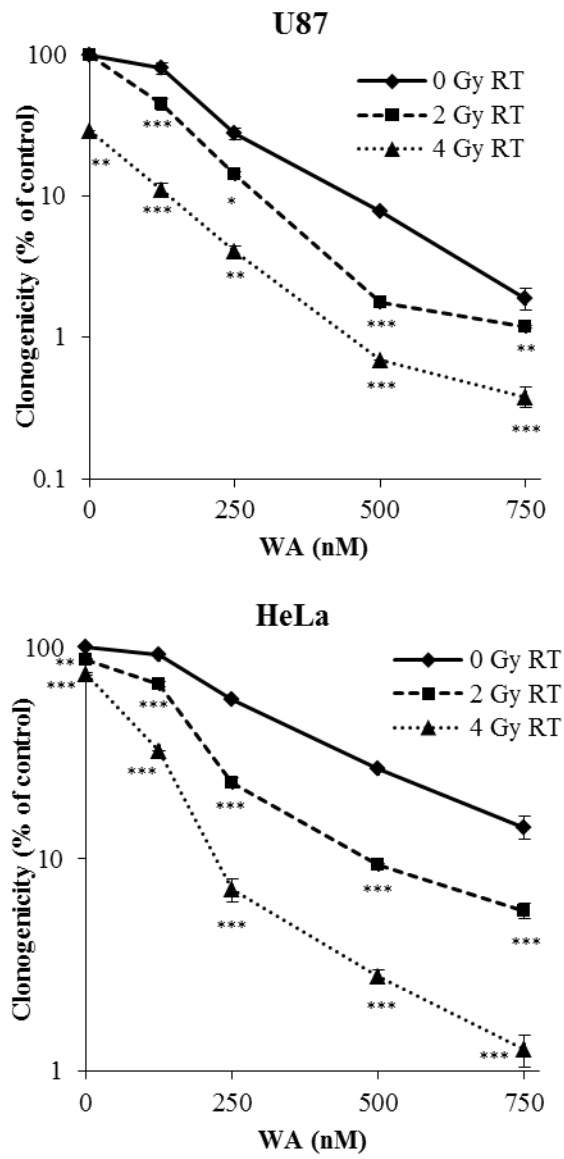 U87
100
10
1
0.1
Clonogenicity (% of control)
0 Gy RT
2 Gy RT
4 Gy RT
**
***
***
*
**
***
***
**
***
0
250
500
750
WA (nM)
HeLa
100
10
1
Clonogenicity (% of control)
0 Gy RT
2 Gy RT
4 Gy RT
**
***
***
***
***
***
***
***
***
***
0
250
500
750
WA (nM)